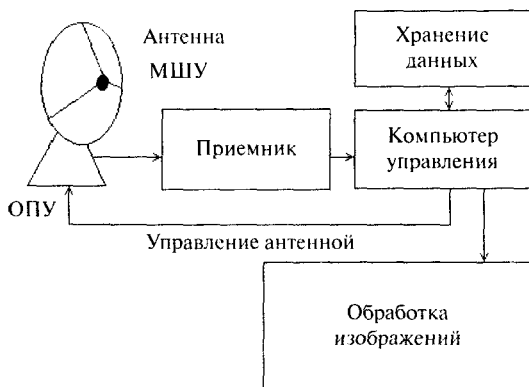 Антенна
МШУ
Хранение
данных
Приемник
Компьютер
управления
ОПУ
Управление антенной
Обработка
изображений